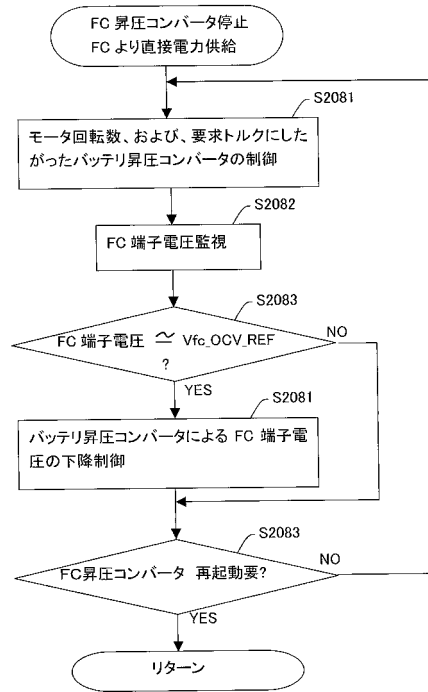 FC 昇圧コンバータ停止
FC より直接電力供給
S2081
モータ回転数、および、要求トルクにした
がったバッテリ昇圧コンバータの制御
S2082
FC 端子電圧監視
S2083
FC 端子電圧 ≃ Vfc_OCV_REF
?
NO
YES
S2081
バッテリ昇圧コンバータによる FC 端子電
圧の下降制御
S2083
FC昇圧コンバータ 再起動要?
NO
YES
リターン